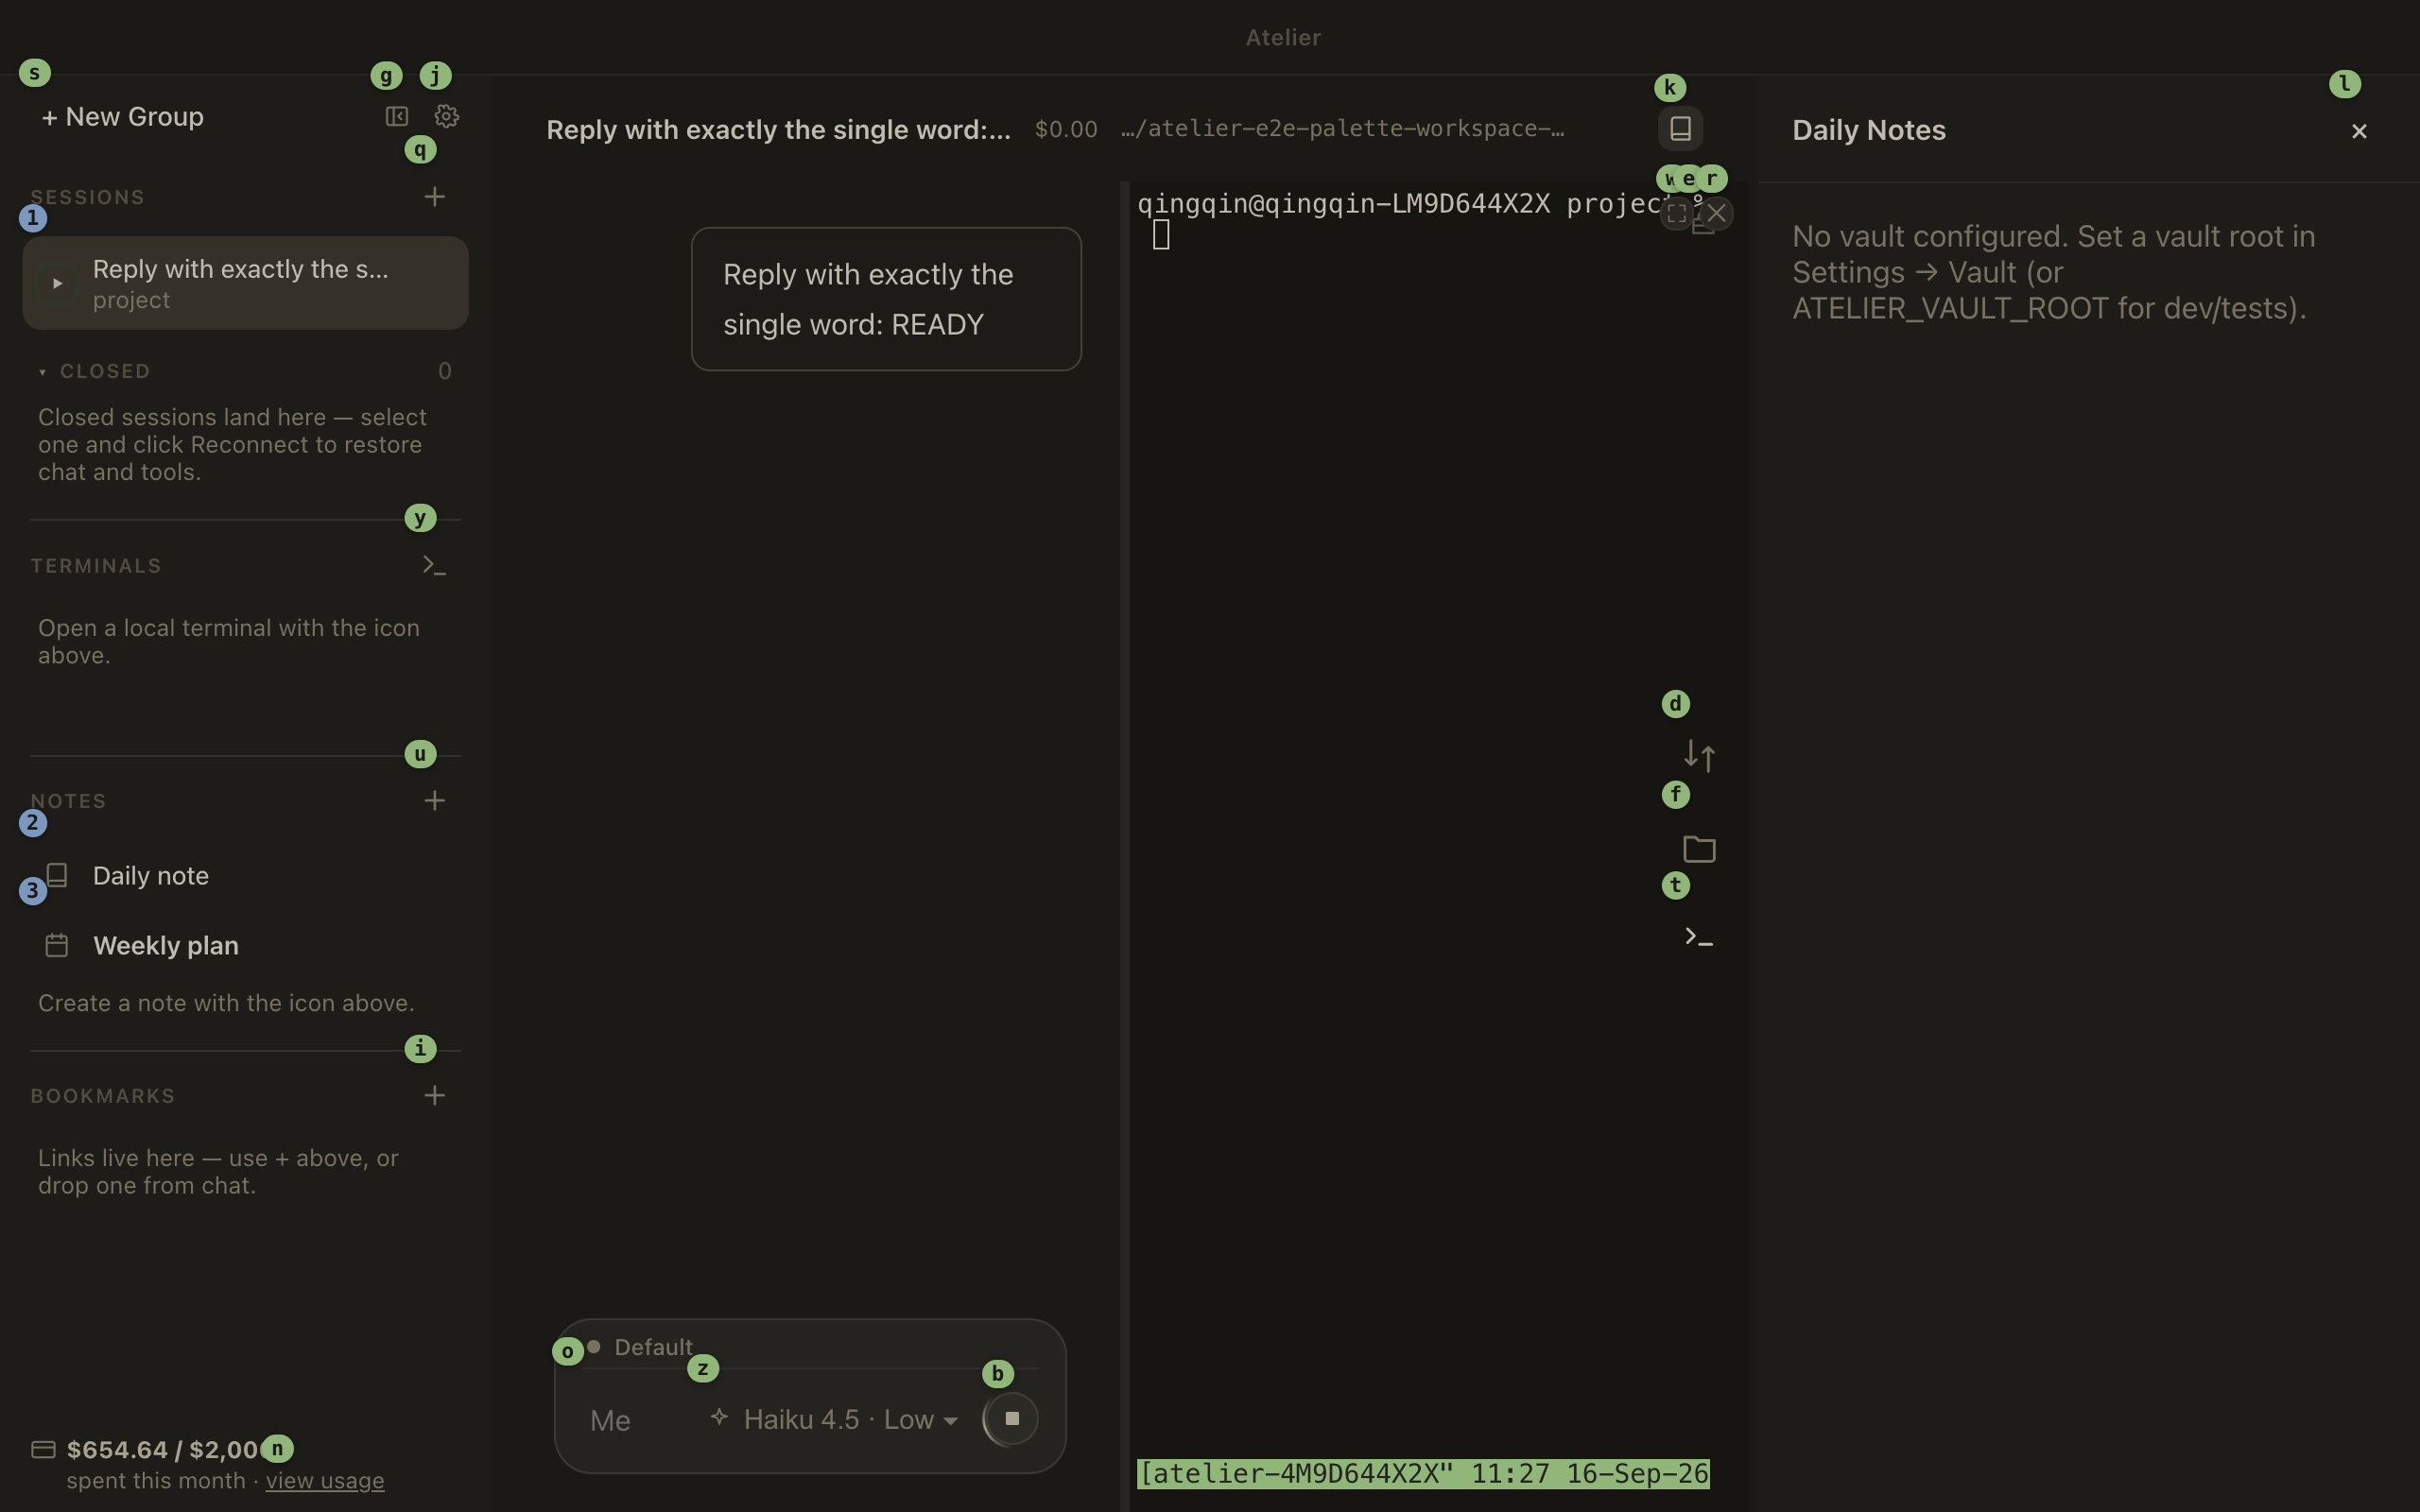 Atelier
s
g
j
+ New Group
q
SESSIONS
1
Reply with exactly the s...
project
CLOSED
0
Closed sessions land here — select
one and click Reconnect to restore
chat and tools.
y
TERMINALS
Open a local terminal with the icon
above.
u
NOTES
2
Daily note
3
Weekly plan
Create a note with the icon above.
i
BOOKMARKS
Links live here — use + above, or
drop one from chat.
$654.64 / $2,00
n
spent this month · view usage
Reply with exactly the single word:...
$0.00
…/atelier-e2e-palette-workspace-…
k
Reply with exactly the
single word: READY
o
Default
z
b
Me
Haiku 4.5 · Low
w
e
r
qingqin@qingqin-LM9D644X2X project %
d
f
t
[atelier-4M9D644X2X" 11:27 16-Sep-26
l
Daily Notes
No vault configured. Set a vault root in
Settings → Vault (or
ATELIER_VAULT_ROOT for dev/tests).